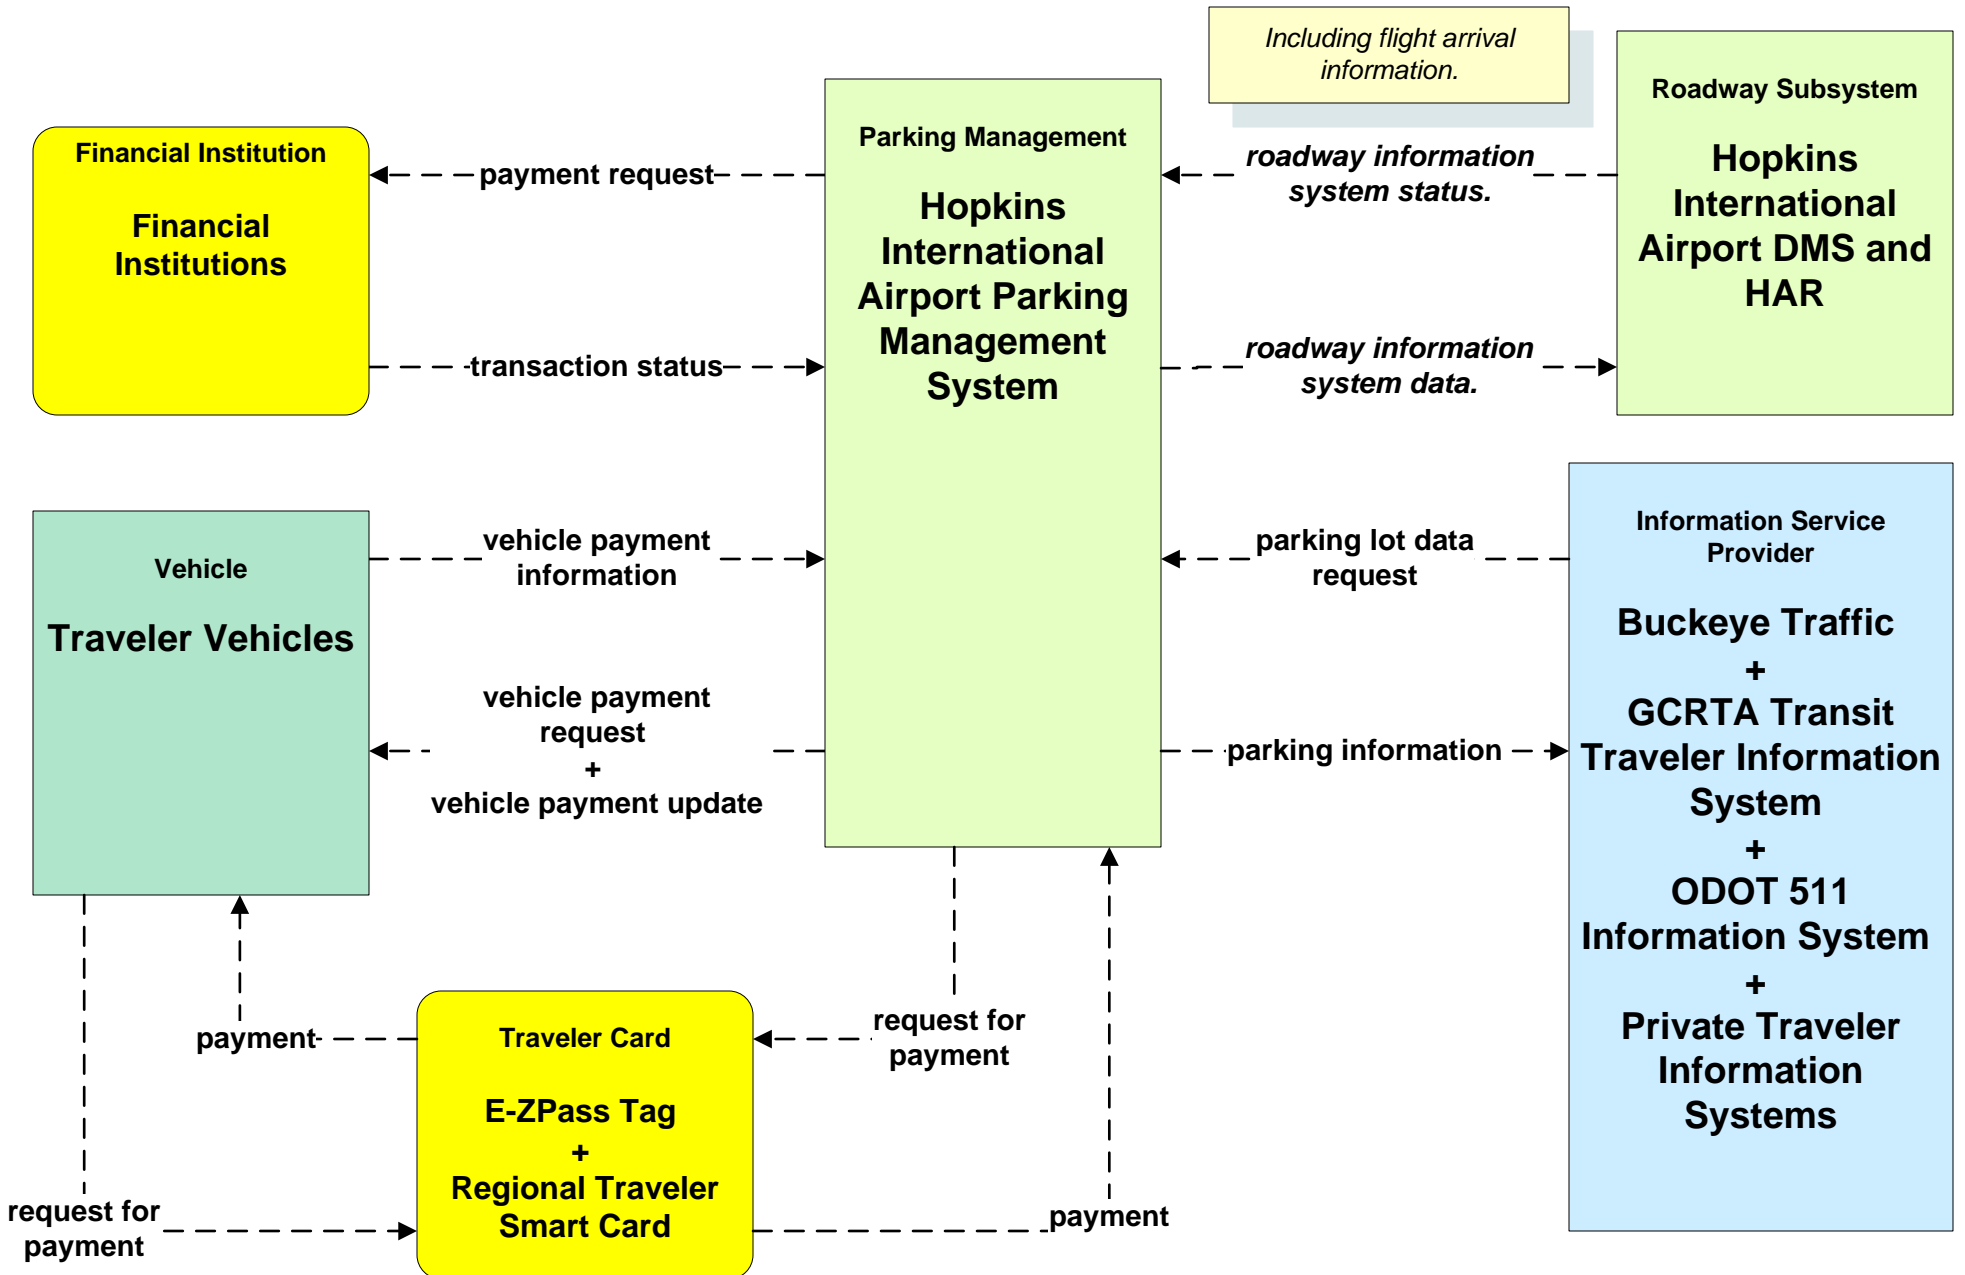 Including flight arrival
information.
Roadway Subsystem
Hopkins
International
Airport DMS and
HAR
Parking Management
Hopkins
International
Airport Parking
Management
System
Financial Institution
Financial
Institutions
payment request
roadway information
system status.
transaction status
roadway information
system data.
Vehicle
Traveler Vehicles
vehicle payment
information
parking lot data
request
Information Service
Provider
Buckeye Traffic
+
GCRTA Transit
Traveler Information
System
+
ODOT 511
Information System
+
Private Traveler
Information
Systems
vehicle payment
request
+
vehicle payment update
parking information
payment
Traveler Card
E-ZPass Tag
+
Regional Traveler
Smart Card
request for
payment
request for
payment
payment